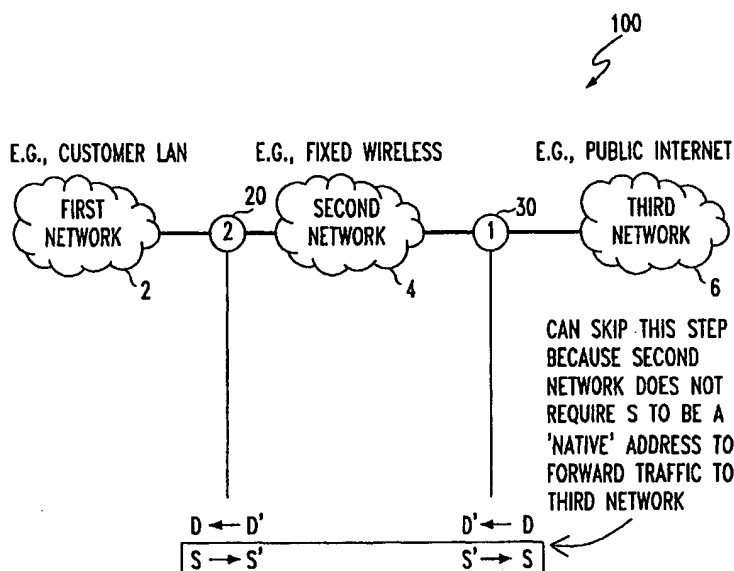 100
E.G., CUSTOMER LAN E.G., FIXED WIRELESS E.G., PUBLIC INTERNET
FIRST NETWORK
2
20
2
SECOND NETWORK
4
30
1
THIRD NETWORK
6
CAN SKIP THIS STEP
BECAUSE SECOND
NETWORK DOES NOT
REQUIRE S TO BE A
'NATIVE' ADDRESS TO
FORWARD TRAFFIC TO
THIRD NETWORK
D ← D' D' ← D
S → S' S' → S